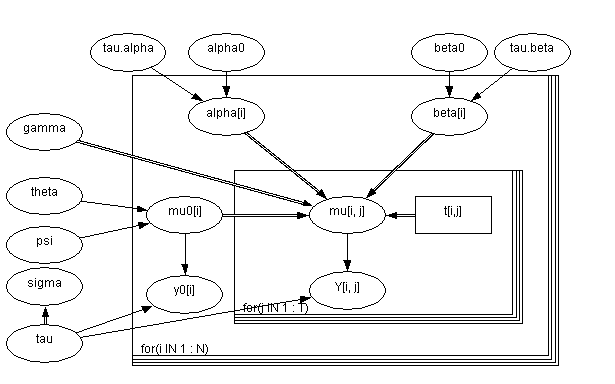 tau.alpha
alpha0
beta0
tau.beta
alpha[i]
beta[i]
gamma
theta
mu0[i]
mu[i, j]
t[i,j]
psi
sigma
y0[i]
Y[i, j]
for(j IN 1 : T)
tau
for(i IN 1 : N)